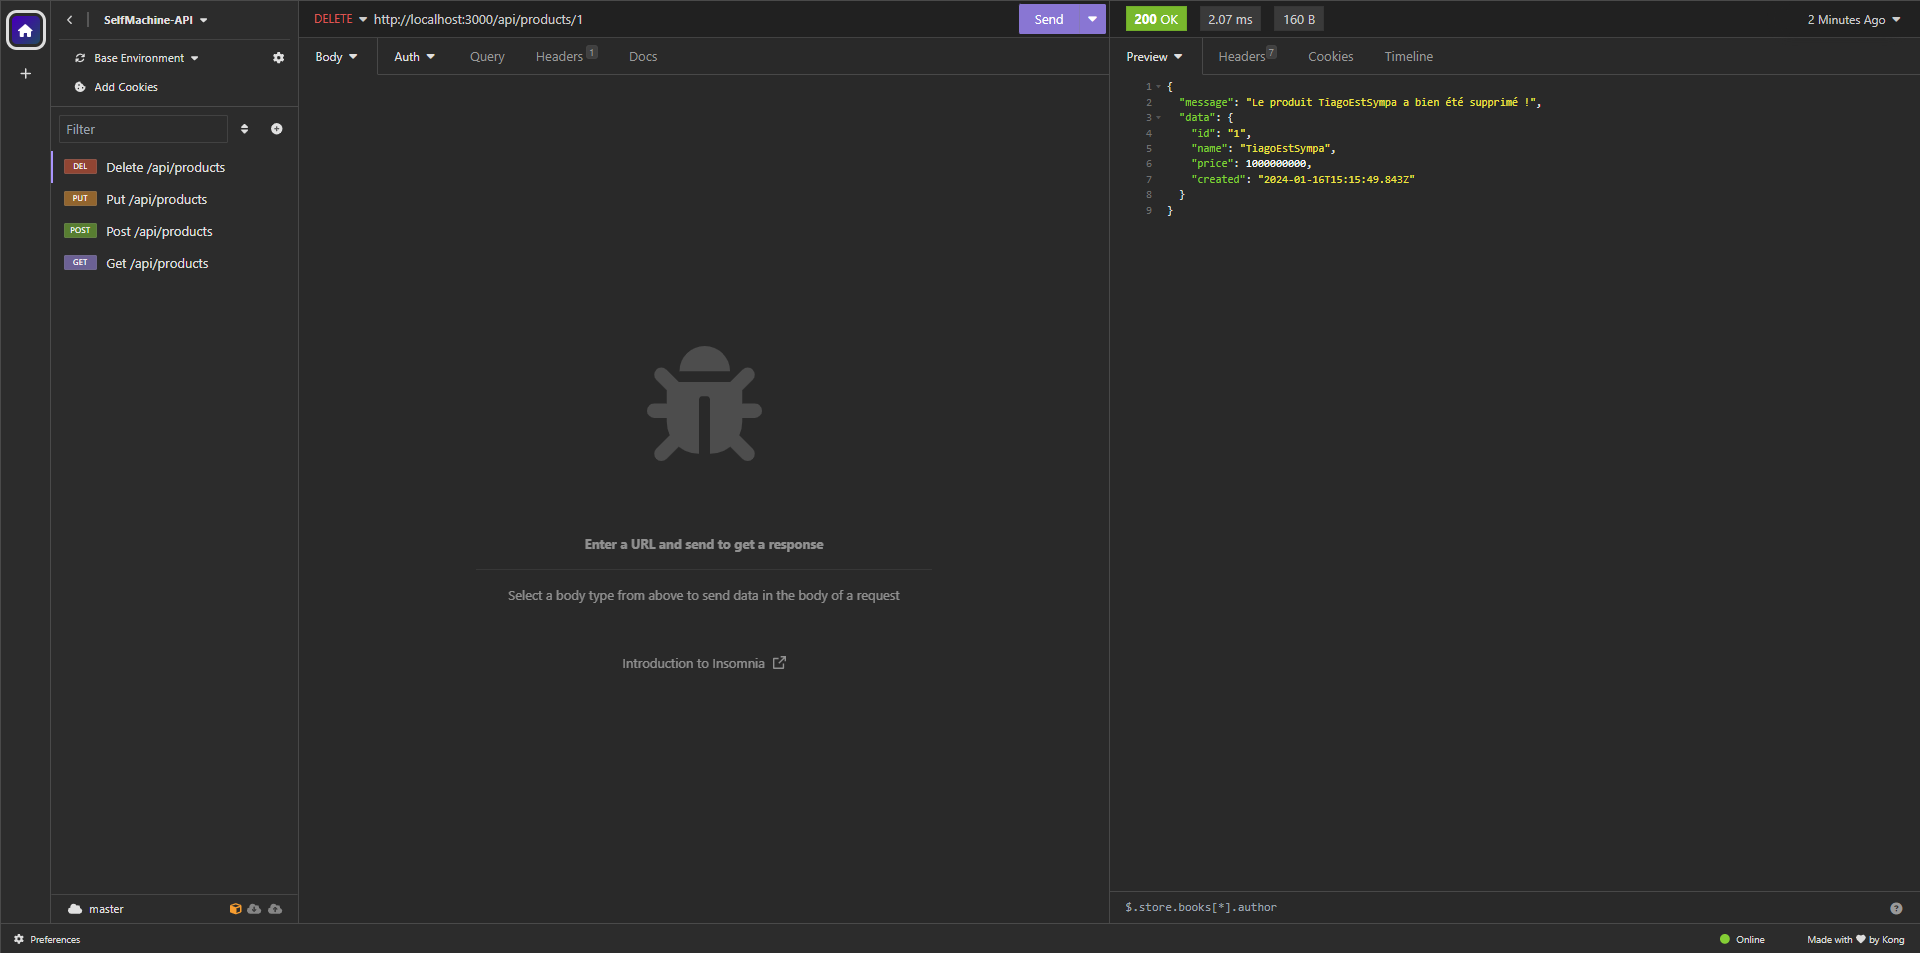 SelfMachine-API
Base Environment
Add Cookies
Filter
DEL Delete /api/products
PUT Put /api/products
POST Post /api/products
GET Get /api/products
master
Preferences
DELETE http://localhost:3000/api/products/1 Send
Body Auth Query Headers 1 Docs
Enter a URL and send to get a response
Select a body type from above to send data in the body of a request
Introduction to Insomnia
200 OK 2.07 ms 160 B 2 Minutes Ago
Preview Headers 7 Cookies Timeline
1 {
2 "message": "Le produit TiagoEstSympa a bien été supprimé !",
3 "data": {
4 "id": "1",
5 "name": "TiagoEstSympa",
6 "price": 1000000000,
7 "created": "2024-01-16T15:15:49.843Z"
8 }
9 }
$.store.books[*].author
Online Made with ♥ by Kong